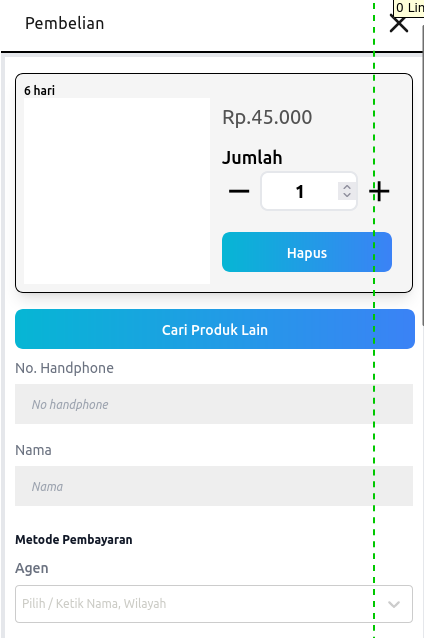 Pembelian
0 Lin
6 hari
Rp.45.000
Jumlah
1
Hapus
Cari Produk Lain
No. Handphone
No handphone
Nama
Nama
Metode Pembayaran
Agen
Pilih / Ketik Nama, Wilayah